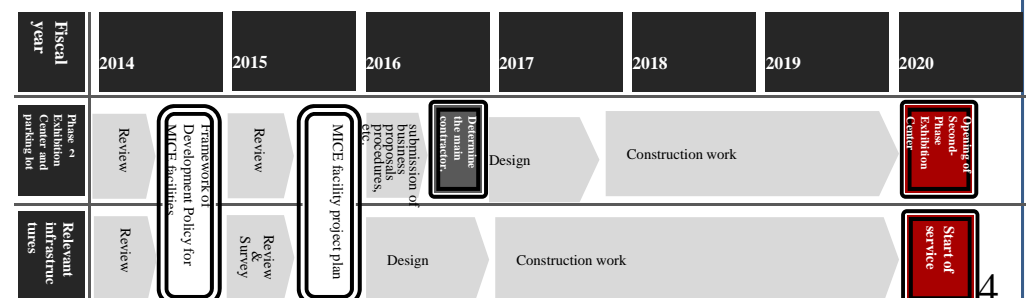 Fiscal
year
2014
2015
2016
2017
2018
2019
2020
Phase 2
Exhibition
Center and
parking lot
Review
Framework of
Development Policy for
MICE facilities
Review
MICE facility project plan
submission of
business
proposals
procedures,
etc.
Determine
the main
contractor.
Design
Construction work
Opening of
Second-
Phase
Exhibition
Center
Relevant
infrastruc
tures
Review
Review
&
Survey
Design
Construction work
Start of
service
4